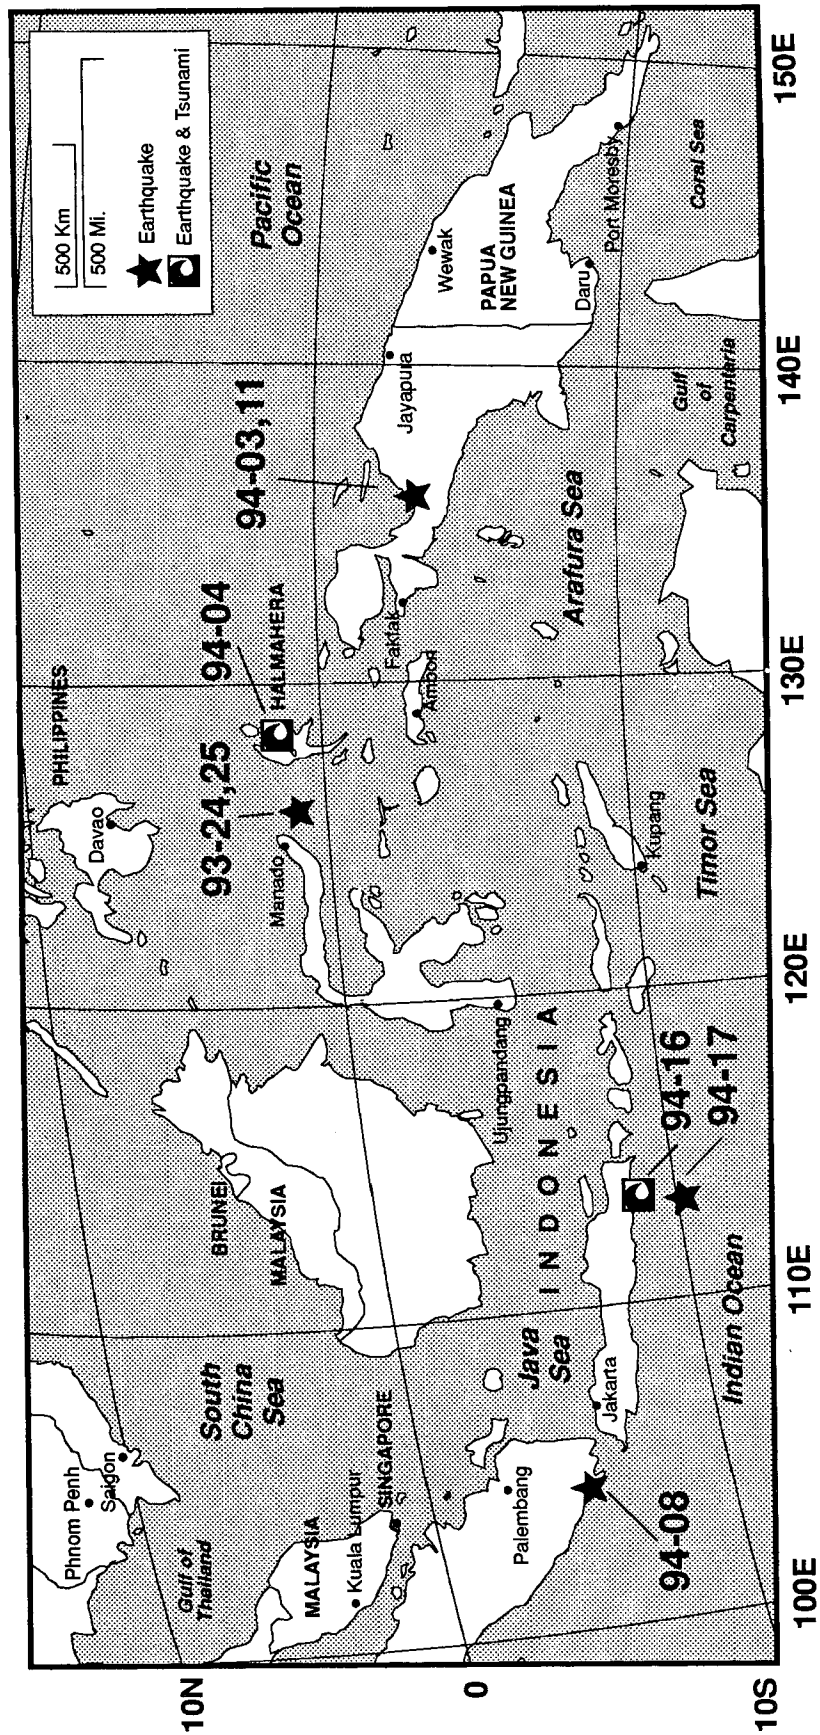 500 Km
500 Mi.
Earthquake
Earthquake & Tsunami
Pacific
Ocean
PHILIPPINES
Davao
93-24,25
94-04
HALMAHERA
94-03,11
Manado
Jayapura
Wewak
PAPUA
NEW GUINEA
Daru
Port Moresby
Coral Sea
Gulf
of
Carpentaria
Arafura Sea
Fakfak
Ambon
Timor Sea
Kupang
Ujungpandang
INDONESIA
94-16
94-17
BRUNEI
MALAYSIA
South
China
Sea
Java
Sea
Jakarta
Indian Ocean
Phnom Penh
Saigon
Gulf of
Thailand
MALAYSIA
Kuala Lumpur
SINGAPORE
Palembang
94-08
10N
0
10S
100E
110E
120E
130E
140E
150E